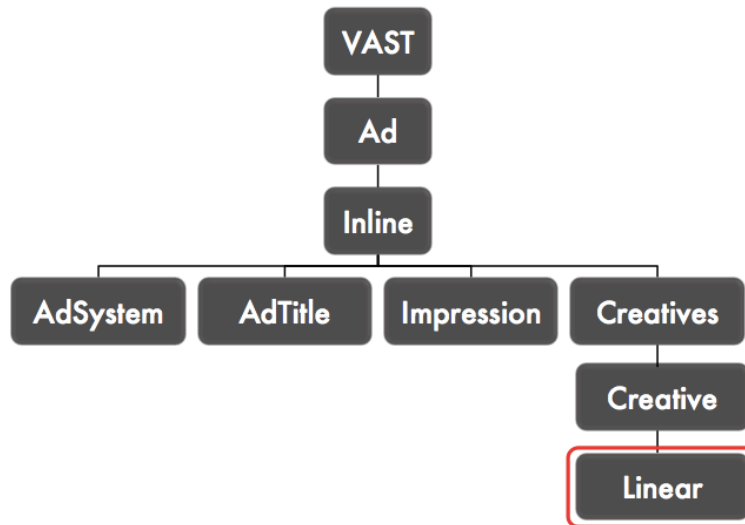 VAST
Ad
Inline
AdSystem AdTitle Impression Creatives
Creative
Linear